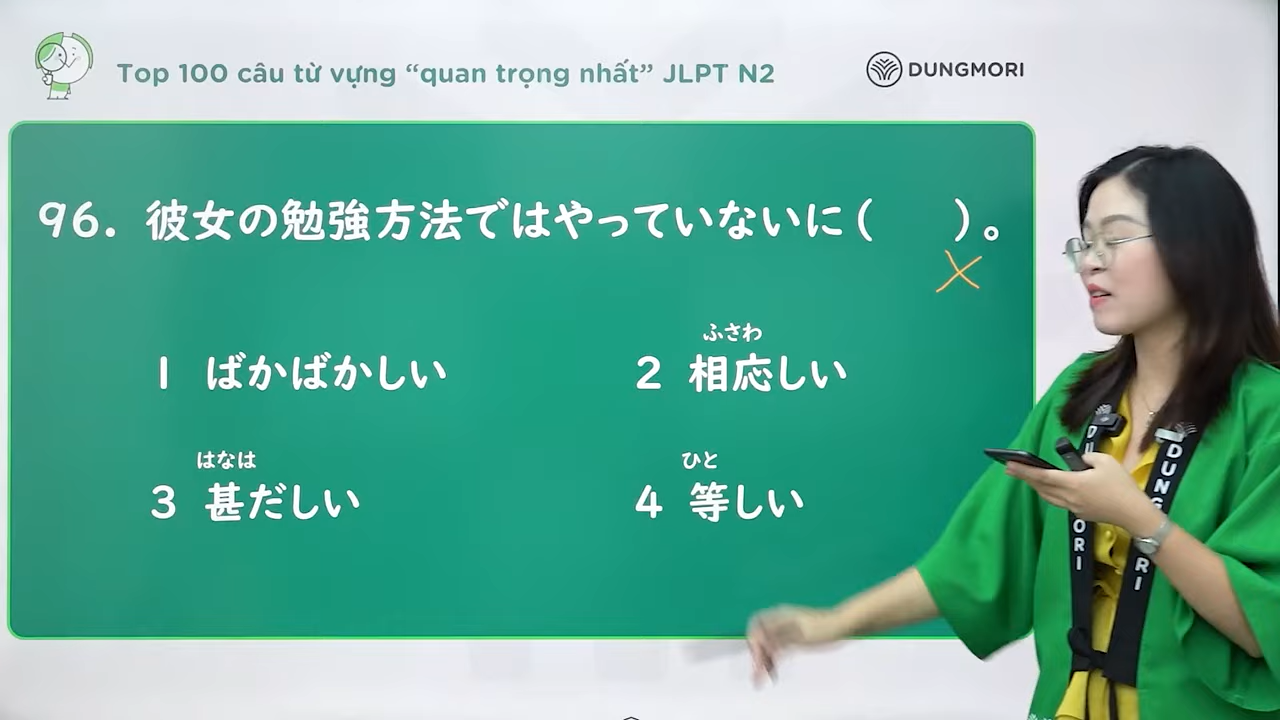 Top 100 câu từ vựng “quan trọng nhất” JLPT N2
DUNGMORI
96. 彼女の勉強方法ではやっていないに( )。
1 ばかばかしい
ふさわ
2 相応しい
はなは
3 甚だしい
ひと
4 等しい
DUNGMORI